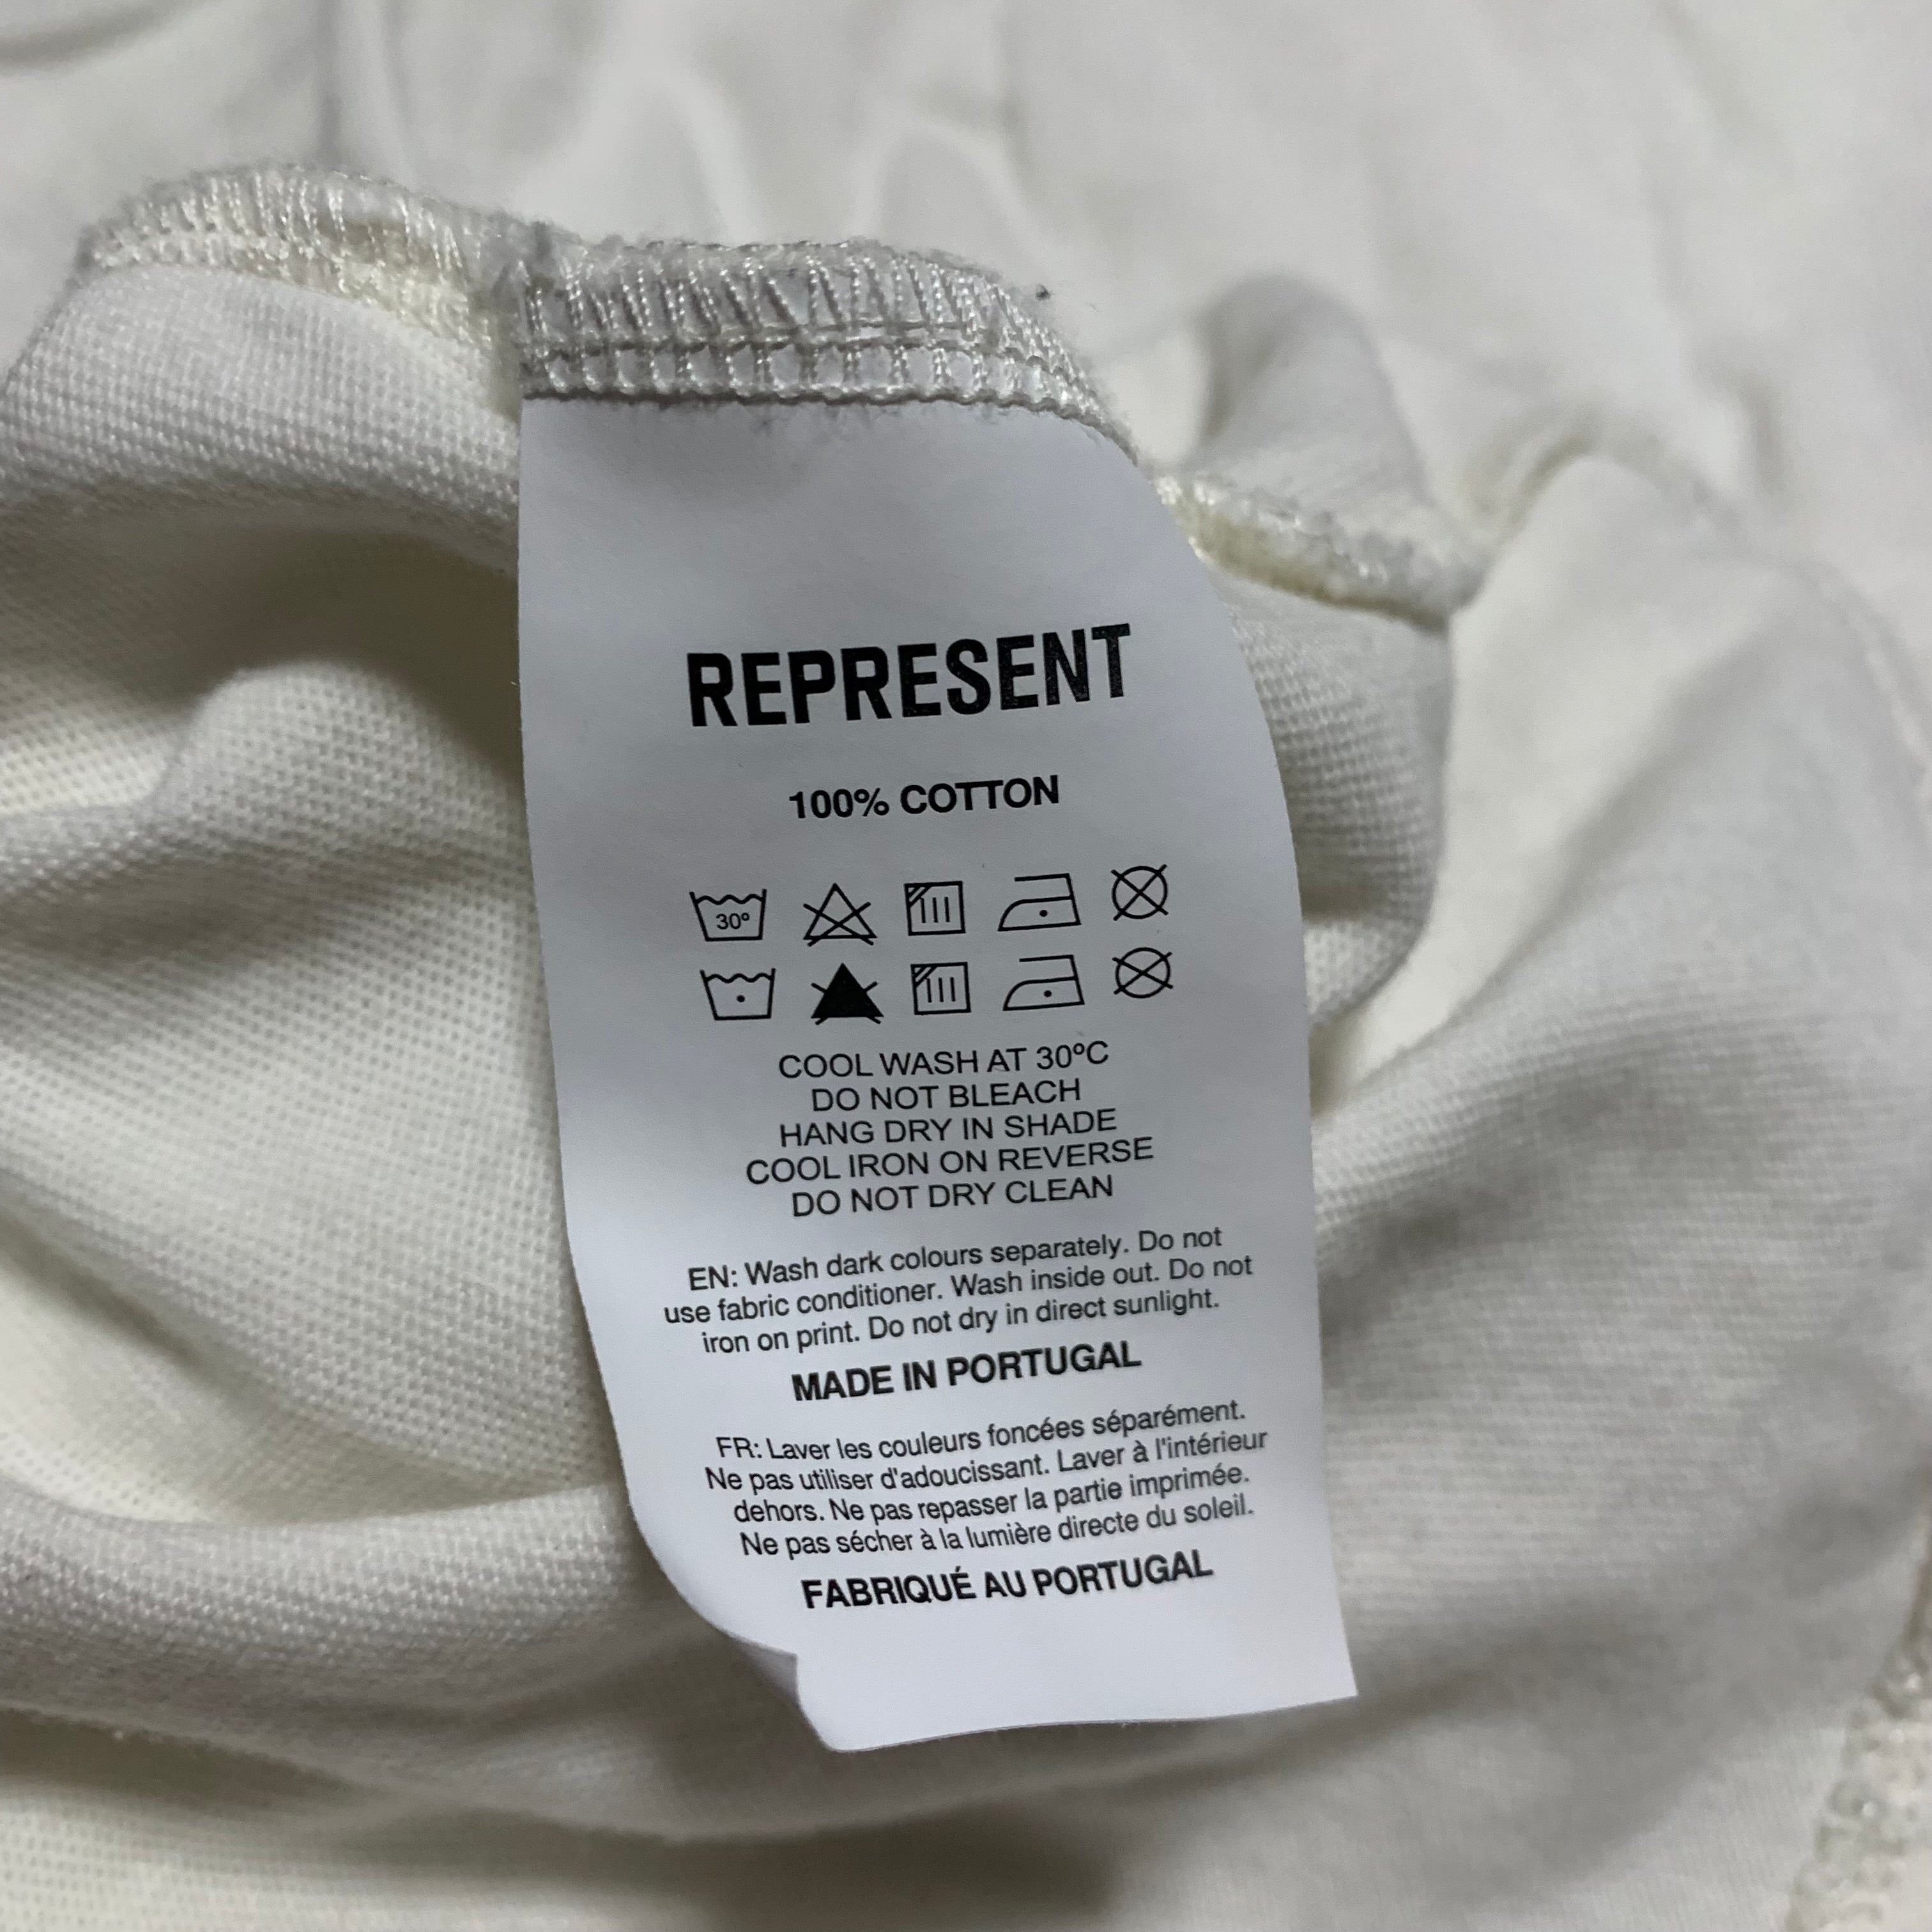 REPRESENT
100% COTTON
30º
COOL WASH AT 30ºC
DO NOT BLEACH
HANG DRY IN SHADE
COOL IRON ON REVERSE
DO NOT DRY CLEAN
EN: Wash dark colours separately. Do not
use fabric conditioner. Wash inside out. Do not
iron on print. Do not dry in direct sunlight.
MADE IN PORTUGAL
FR: Laver les couleurs foncées séparément.
Ne pas utiliser d'adoucissant. Laver à l'intérieur
dehors. Ne pas repasser la partie imprimée.
Ne pas sécher à la lumière directe du soleil.
FABRIQUÉ AU PORTUGAL